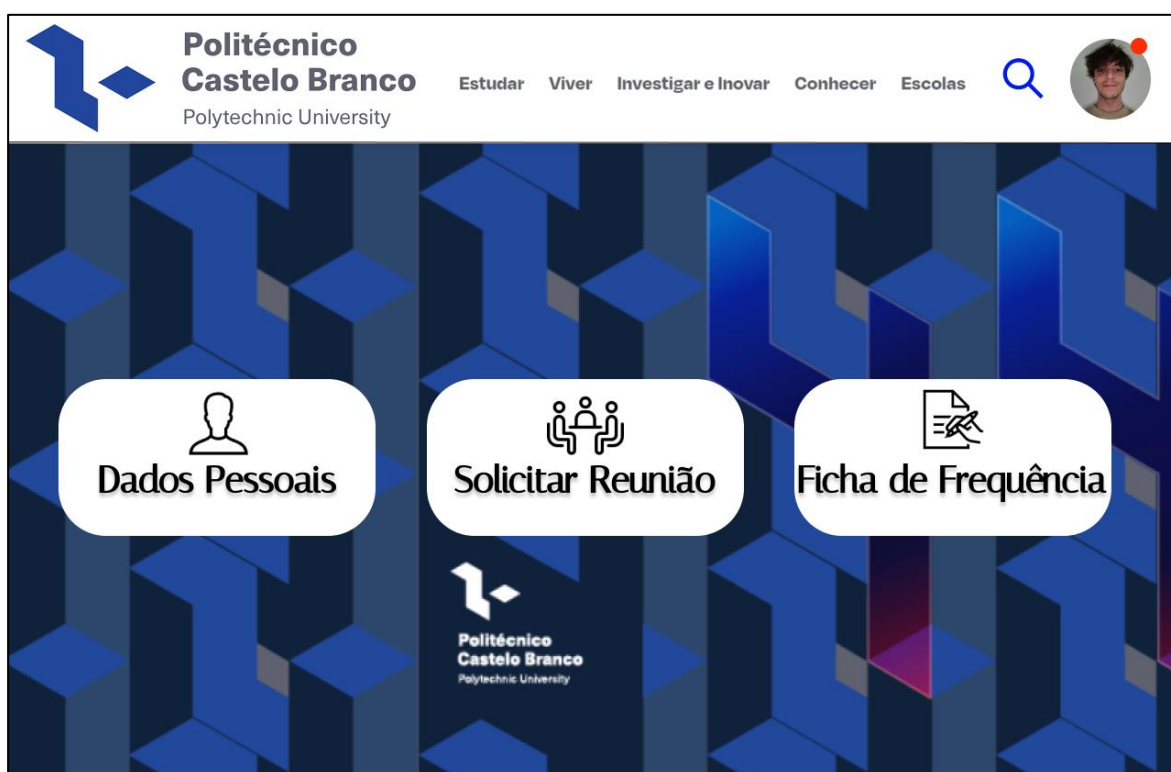 Politécnico
Castelo Branco
Polytechnic University
Estudar Viver Investigar e Inovar Conhecer Escolas
Dados Pessoais
Solicitar Reunião
Ficha de Frequência
Politécnico
Castelo Branco
Polytechnic University